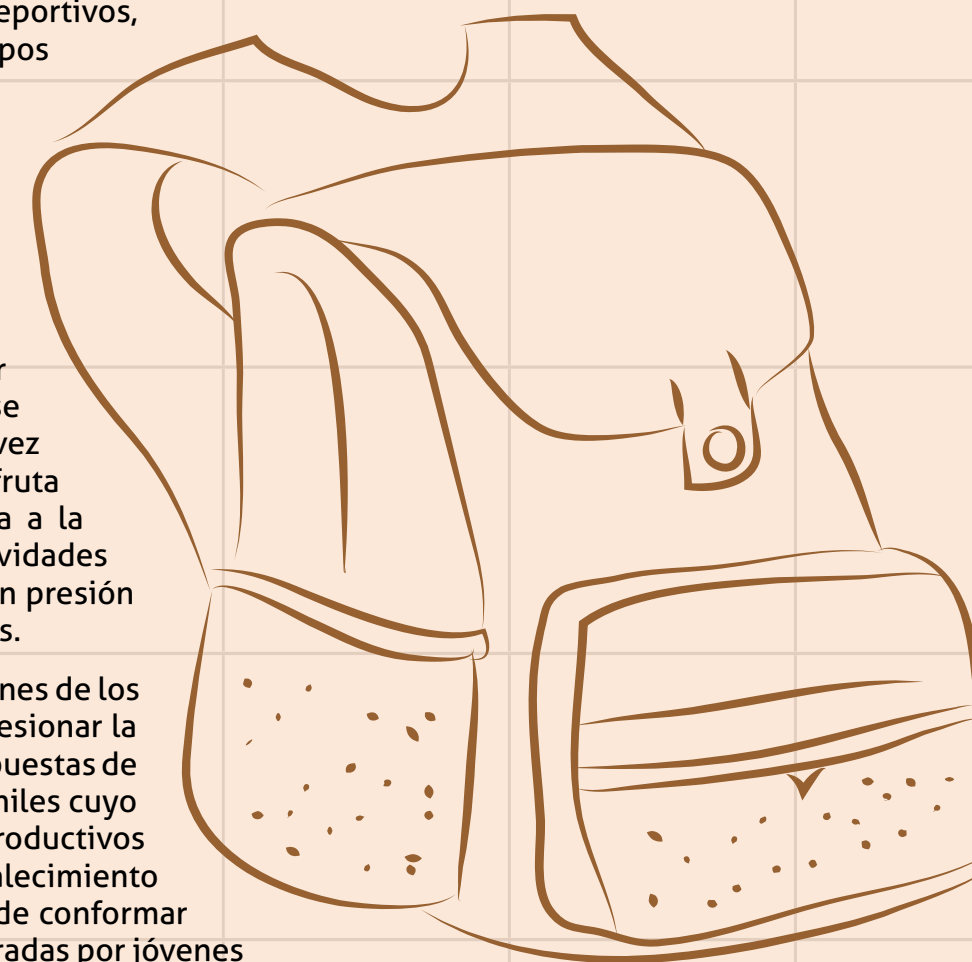 eportivos,
pos
r
se
vez
fruta
a a la
vidades
n presión
s.
nes de los
esionar la
puestas de
niles cuyo
roductivos
alecimiento
de conformar
radas por jóvenes